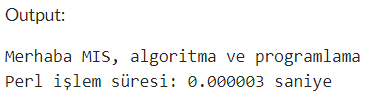 Output:
Merhaba MIS, algoritma ve programlama
Perl işlem süresi: 0.000003 saniye